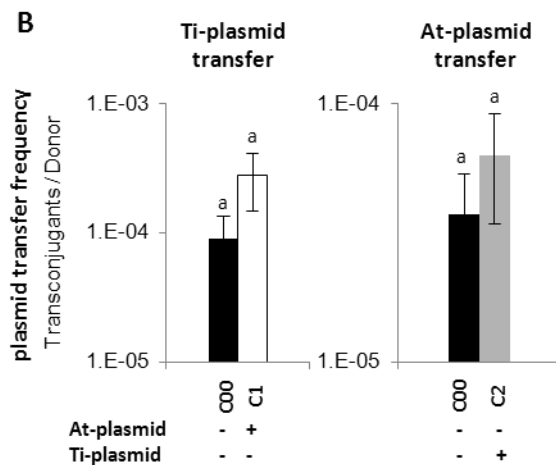 B
Ti-plasmid
transfer
At-plasmid
transfer
plasmid transfer frequency
Transconjugants / Donor
1.E-03
1.E-04
1.E-05
a
a
C00
C1
1.E-04
1.E-05
a
a
C00
C2
At-plasmid - + - -
Ti-plasmid - - - +